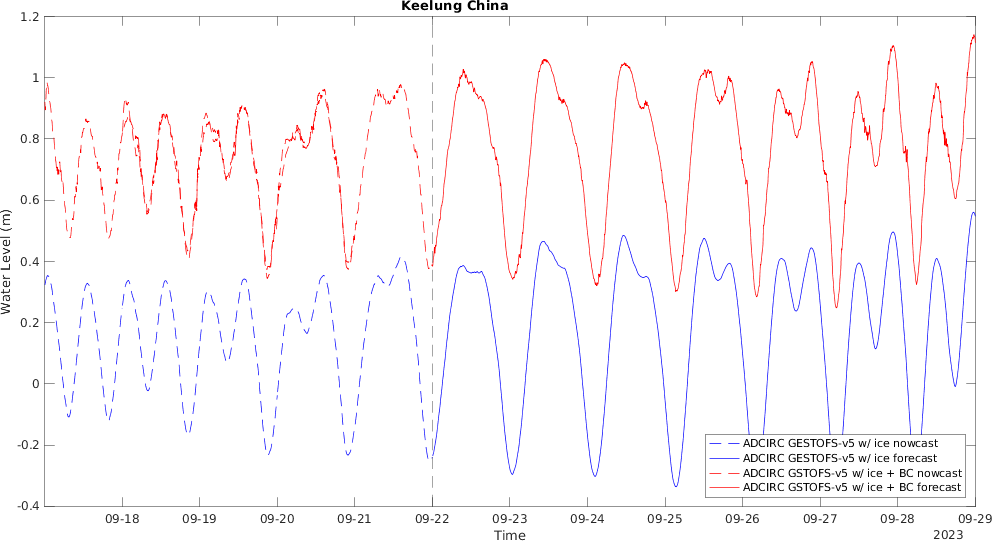 Keelung China
1.2
1
0.8
0.6
0.4
0.2
0
-0.2
-0.4
Water Level (m)
09-18 09-19 09-20 09-21 09-22 09-23 09-24 09-25 09-26 09-27 09-28 09-29
Time
2023
ADCIRC GESTOFS-v5 w/ ice nowcast
ADCIRC GESTOFS-v5 w/ ice forecast
ADCIRC GSTOFS-v5 w/ ice + BC nowcast
ADCIRC GSTOFS-v5 w/ ice + BC forecast